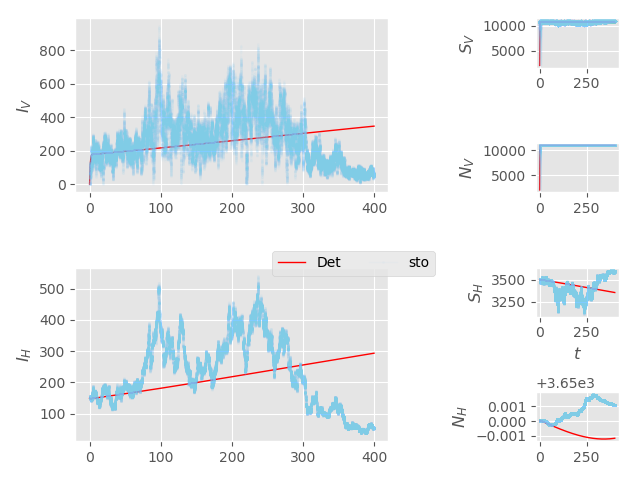 I_V
800
600
400
200
0
0 100 200 300 400
S_V
10000
5000
0 250
N_V
10000
5000
0 250
Det sto
I_H
500
400
300
200
100
0 100 200 300 400
S_H
3500
3250
0 250
t
+3.65e3
N_H
0.001
0.000
−0.001
0 250